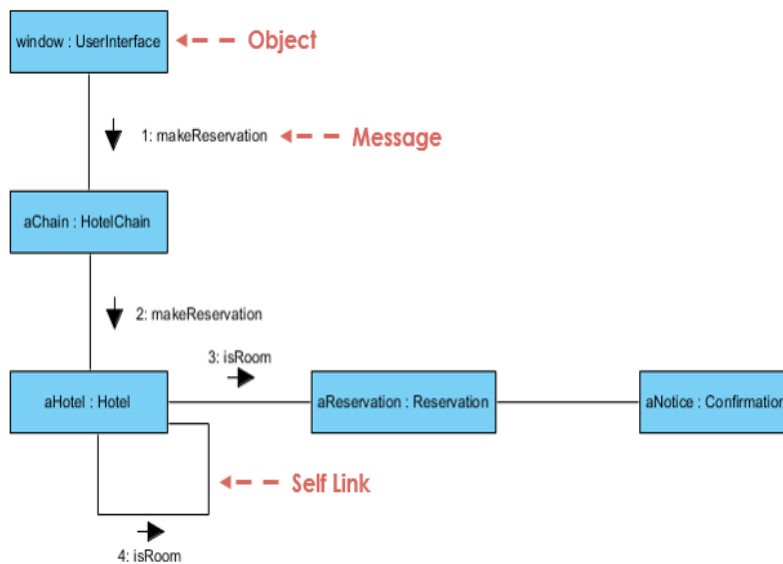 window : UserInterface
Object
1: makeReservation
Message
aChain : HotelChain
2: makeReservation
3: isRoom
aHotel : Hotel
aReservation : Reservation
aNotice : Confirmation
Self Link
4: isRoom